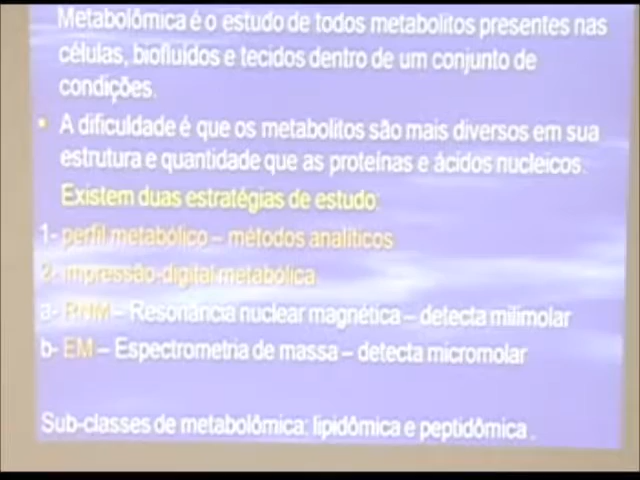 Metabolômica é o estudo de todos metabolitos presentes nas
células, biofluídos e tecidos dentro de um conjunto de
condições.
• A dificuldade é que os metabolitos são mais diversos em sua
estrutura e quantidade que as proteínas e ácidos nucleicos.
Existem duas estratégias de estudo:
1- perfil metabólico – métodos analíticos
2- impressão digital metabólica
a- RNM – Resonância nuclear magnética – detecta milimolar
b- EM – Espectrometria de massa – detecta micromolar
Sub-classes de metabolômica: lipidômica e peptidômica .